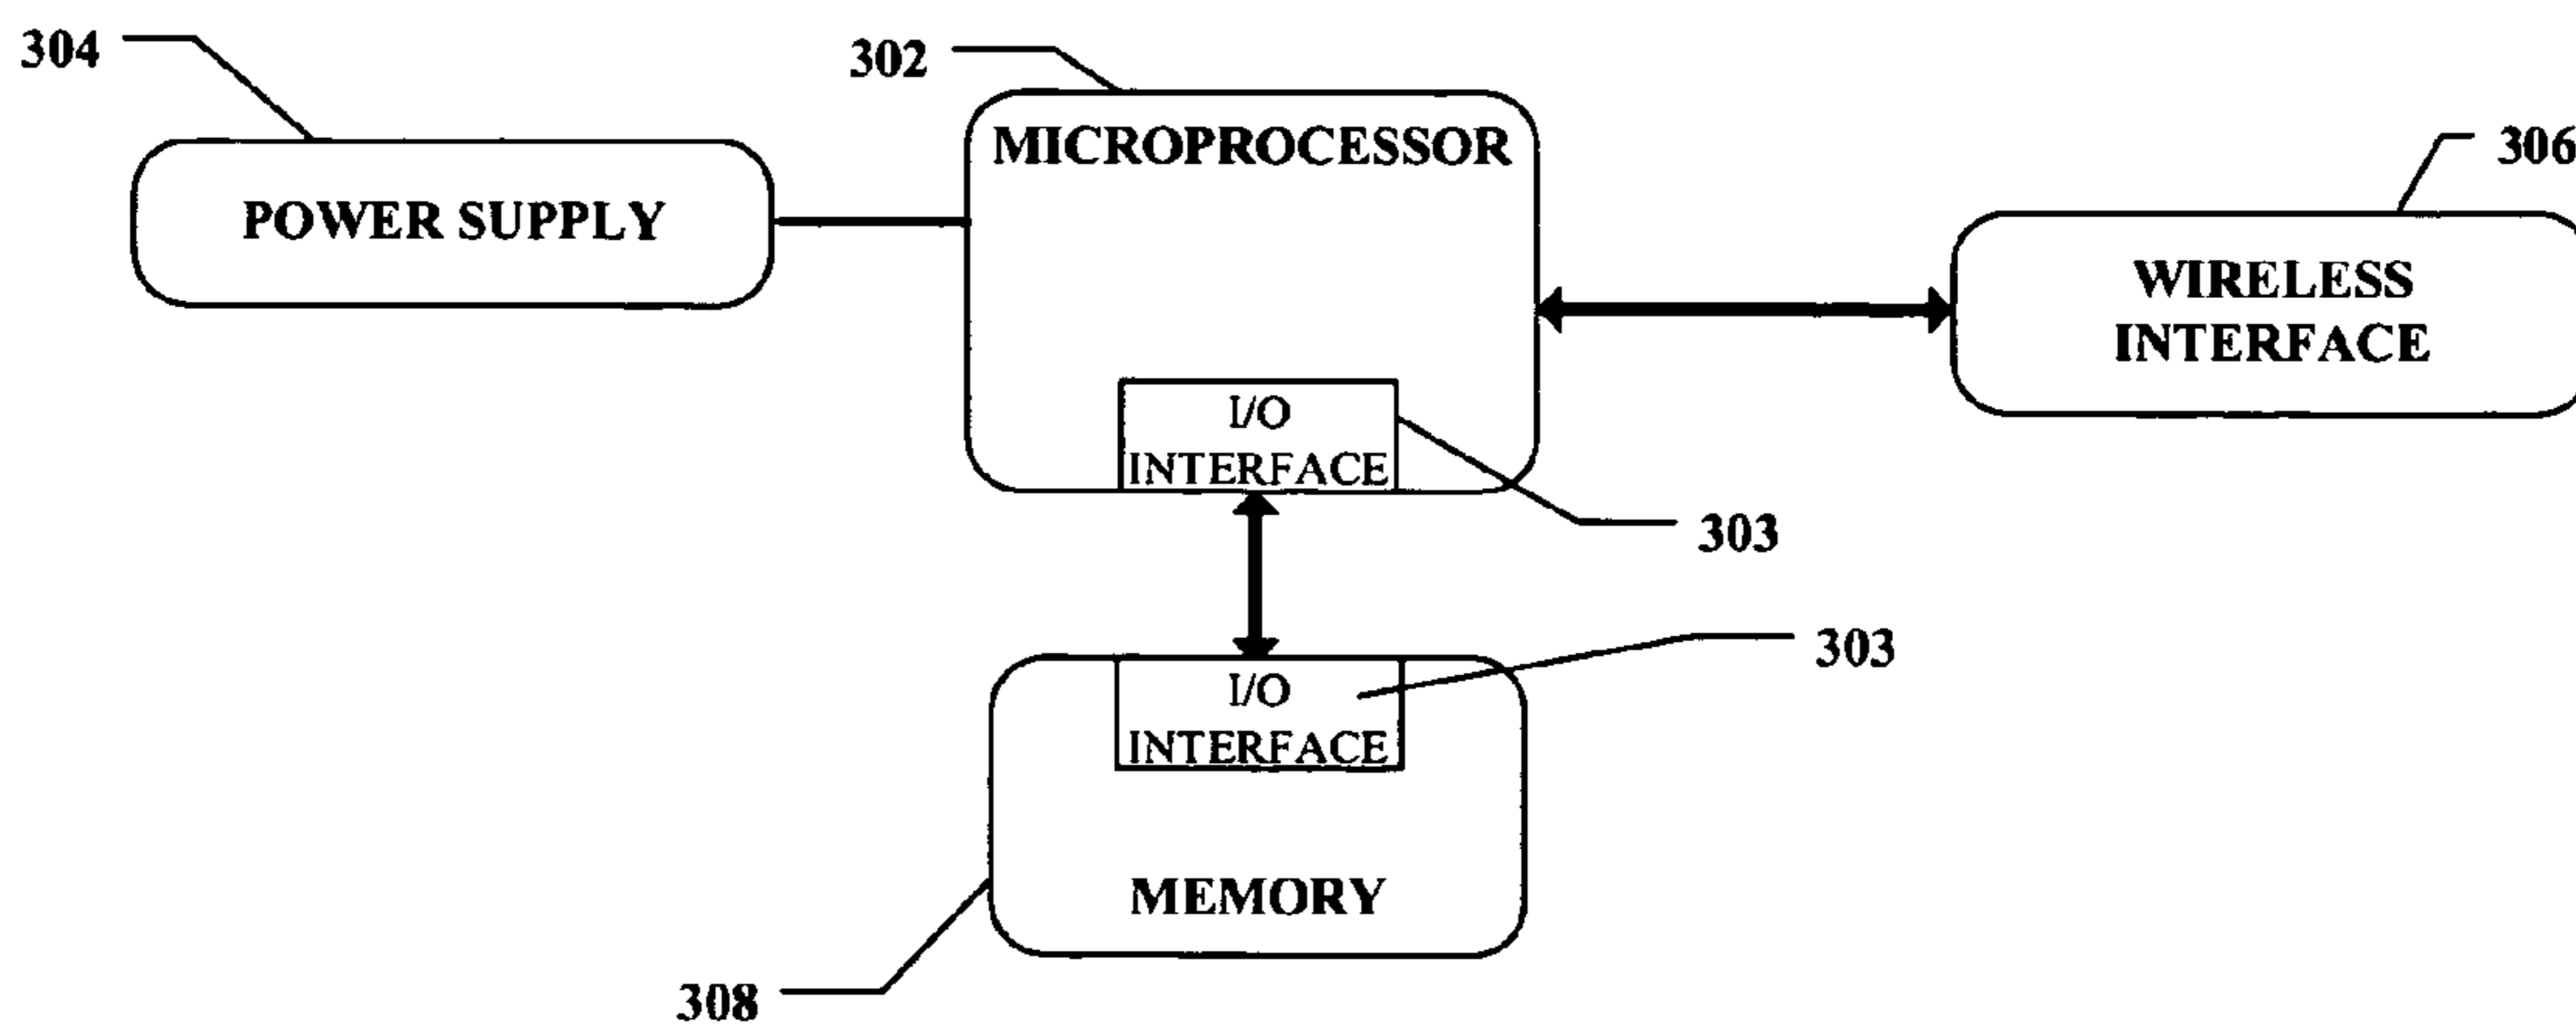 304
302
MICROPROCESSOR
306
POWER SUPPLY
WIRELESS
INTERFACE
I/O
INTERFACE
303
303
I/O
INTERFACE
MEMORY
308